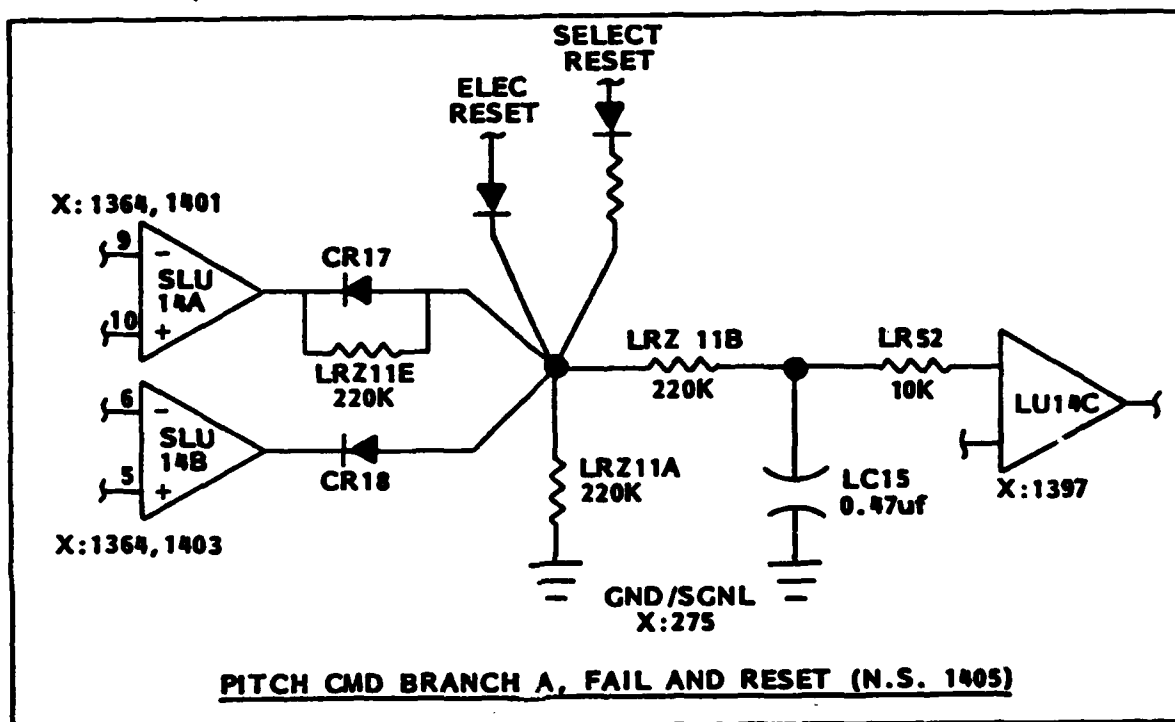 SELECT
RESET
ELEC
RESET
X:1364, 1401
9
-
SLU
14A
10
+
CR17
LRZ11E
220K
6
-
SLU
14B
5
+
CR18
X:1364, 1403
LRZ 11B
220K
LRZ11A
220K
LR52
10K
LC15
0.47uf
LU14C
X:1397
GND/SGNL
X:275
PITCH CMD BRANCH A, FAIL AND RESET (N.S. 1405)